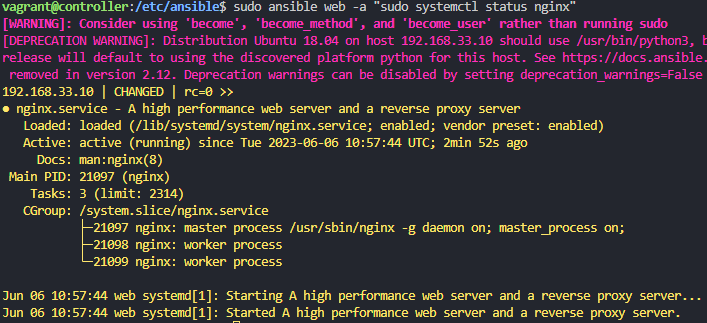 vagrant@controller:/etc/ansible$ sudo ansible web -a "sudo systemctl status nginx"
[WARNING]: Consider using 'become', 'become_method', and 'become_user' rather than running sudo
[DEPRECATION WARNING]: Distribution Ubuntu 18.04 on host 192.168.33.10 should use /usr/bin/python3, b
release will default to using the discovered platform python for this host. See https://docs.ansible.
removed in version 2.12. Deprecation warnings can be disabled by setting deprecation_warnings=False
192.168.33.10 | CHANGED | rc=0 >>
● nginx.service - A high performance web server and a reverse proxy server
Loaded: loaded (/lib/systemd/system/nginx.service; enabled; vendor preset: enabled)
Active: active (running) since Tue 2023-06-06 10:57:44 UTC; 2min 52s ago
Docs: man:nginx(8)
Main PID: 21097 (nginx)
Tasks: 3 (limit: 2314)
CGroup: /system.slice/nginx.service
├─21097 nginx: master process /usr/sbin/nginx -g daemon on; master_process on;
├─21098 nginx: worker process
└─21099 nginx: worker process
Jun 06 10:57:44 web systemd[1]: Starting A high performance web server and a reverse proxy server...
Jun 06 10:57:44 web systemd[1]: Started A high performance web server and a reverse proxy server.